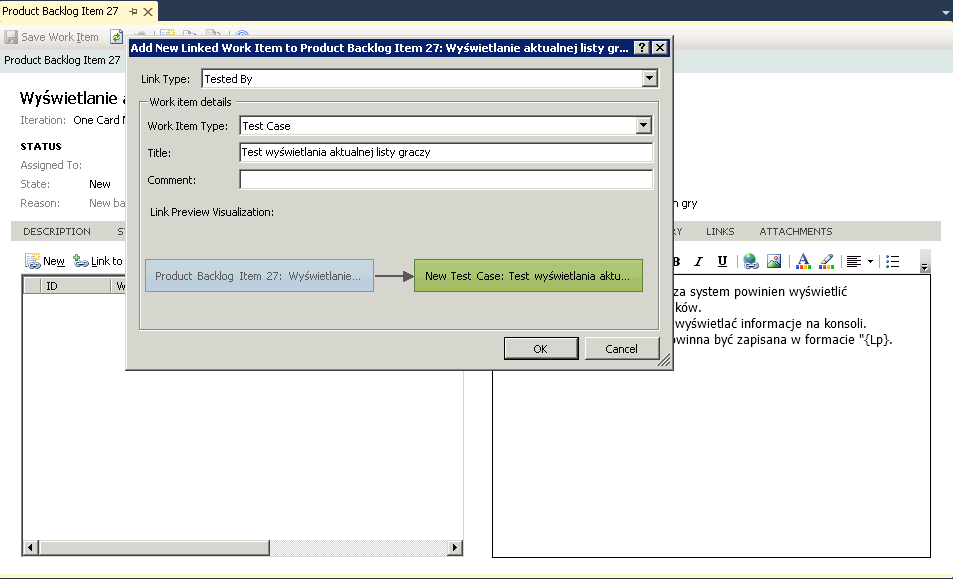 Product Backlog Item 27
Save Work Item
Product Backlog Item 27
Add New Linked Work Item to Product Backlog Item 27: Wyświetlanie aktualnej listy gr...
Link Type: Tested By
Work item details
Work Item Type: Test Case
Title: Test wyświetlania aktualnej listy graczy
Comment:
Link Preview Visualization:
Product Backlog Item 27: Wyświetlanie...
New Test Case: Test wyświetlania aktu...
OK
Cancel
Wyświetlanie
Iteration: One Card
STATUS
Assigned To:
State: New
Reason: New ba
n gry
DESCRIPTION
LINKS
ATTACHMENTS
New
Link to
B I U
A
ID
W
za system powinien wyświetlić
ków.
wyświetlać informacje na konsoli.
owinna być zapisana w formacie "{Lp}.